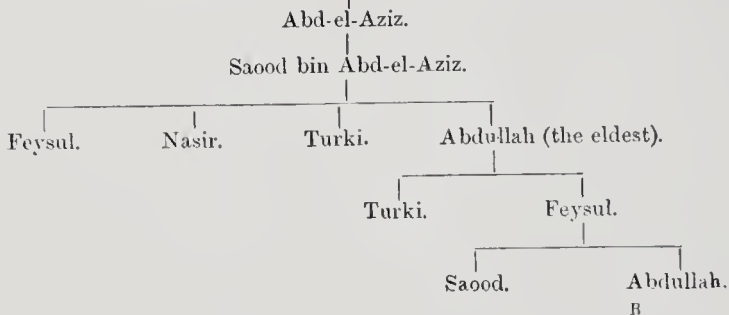 Abd-el-Aziz.
Saood bin Abd-el-Aziz.
Feysul. Nasir. Turki. Abdullah (the eldest).
Turki. Feysul.
Saood. Abdullah.
B